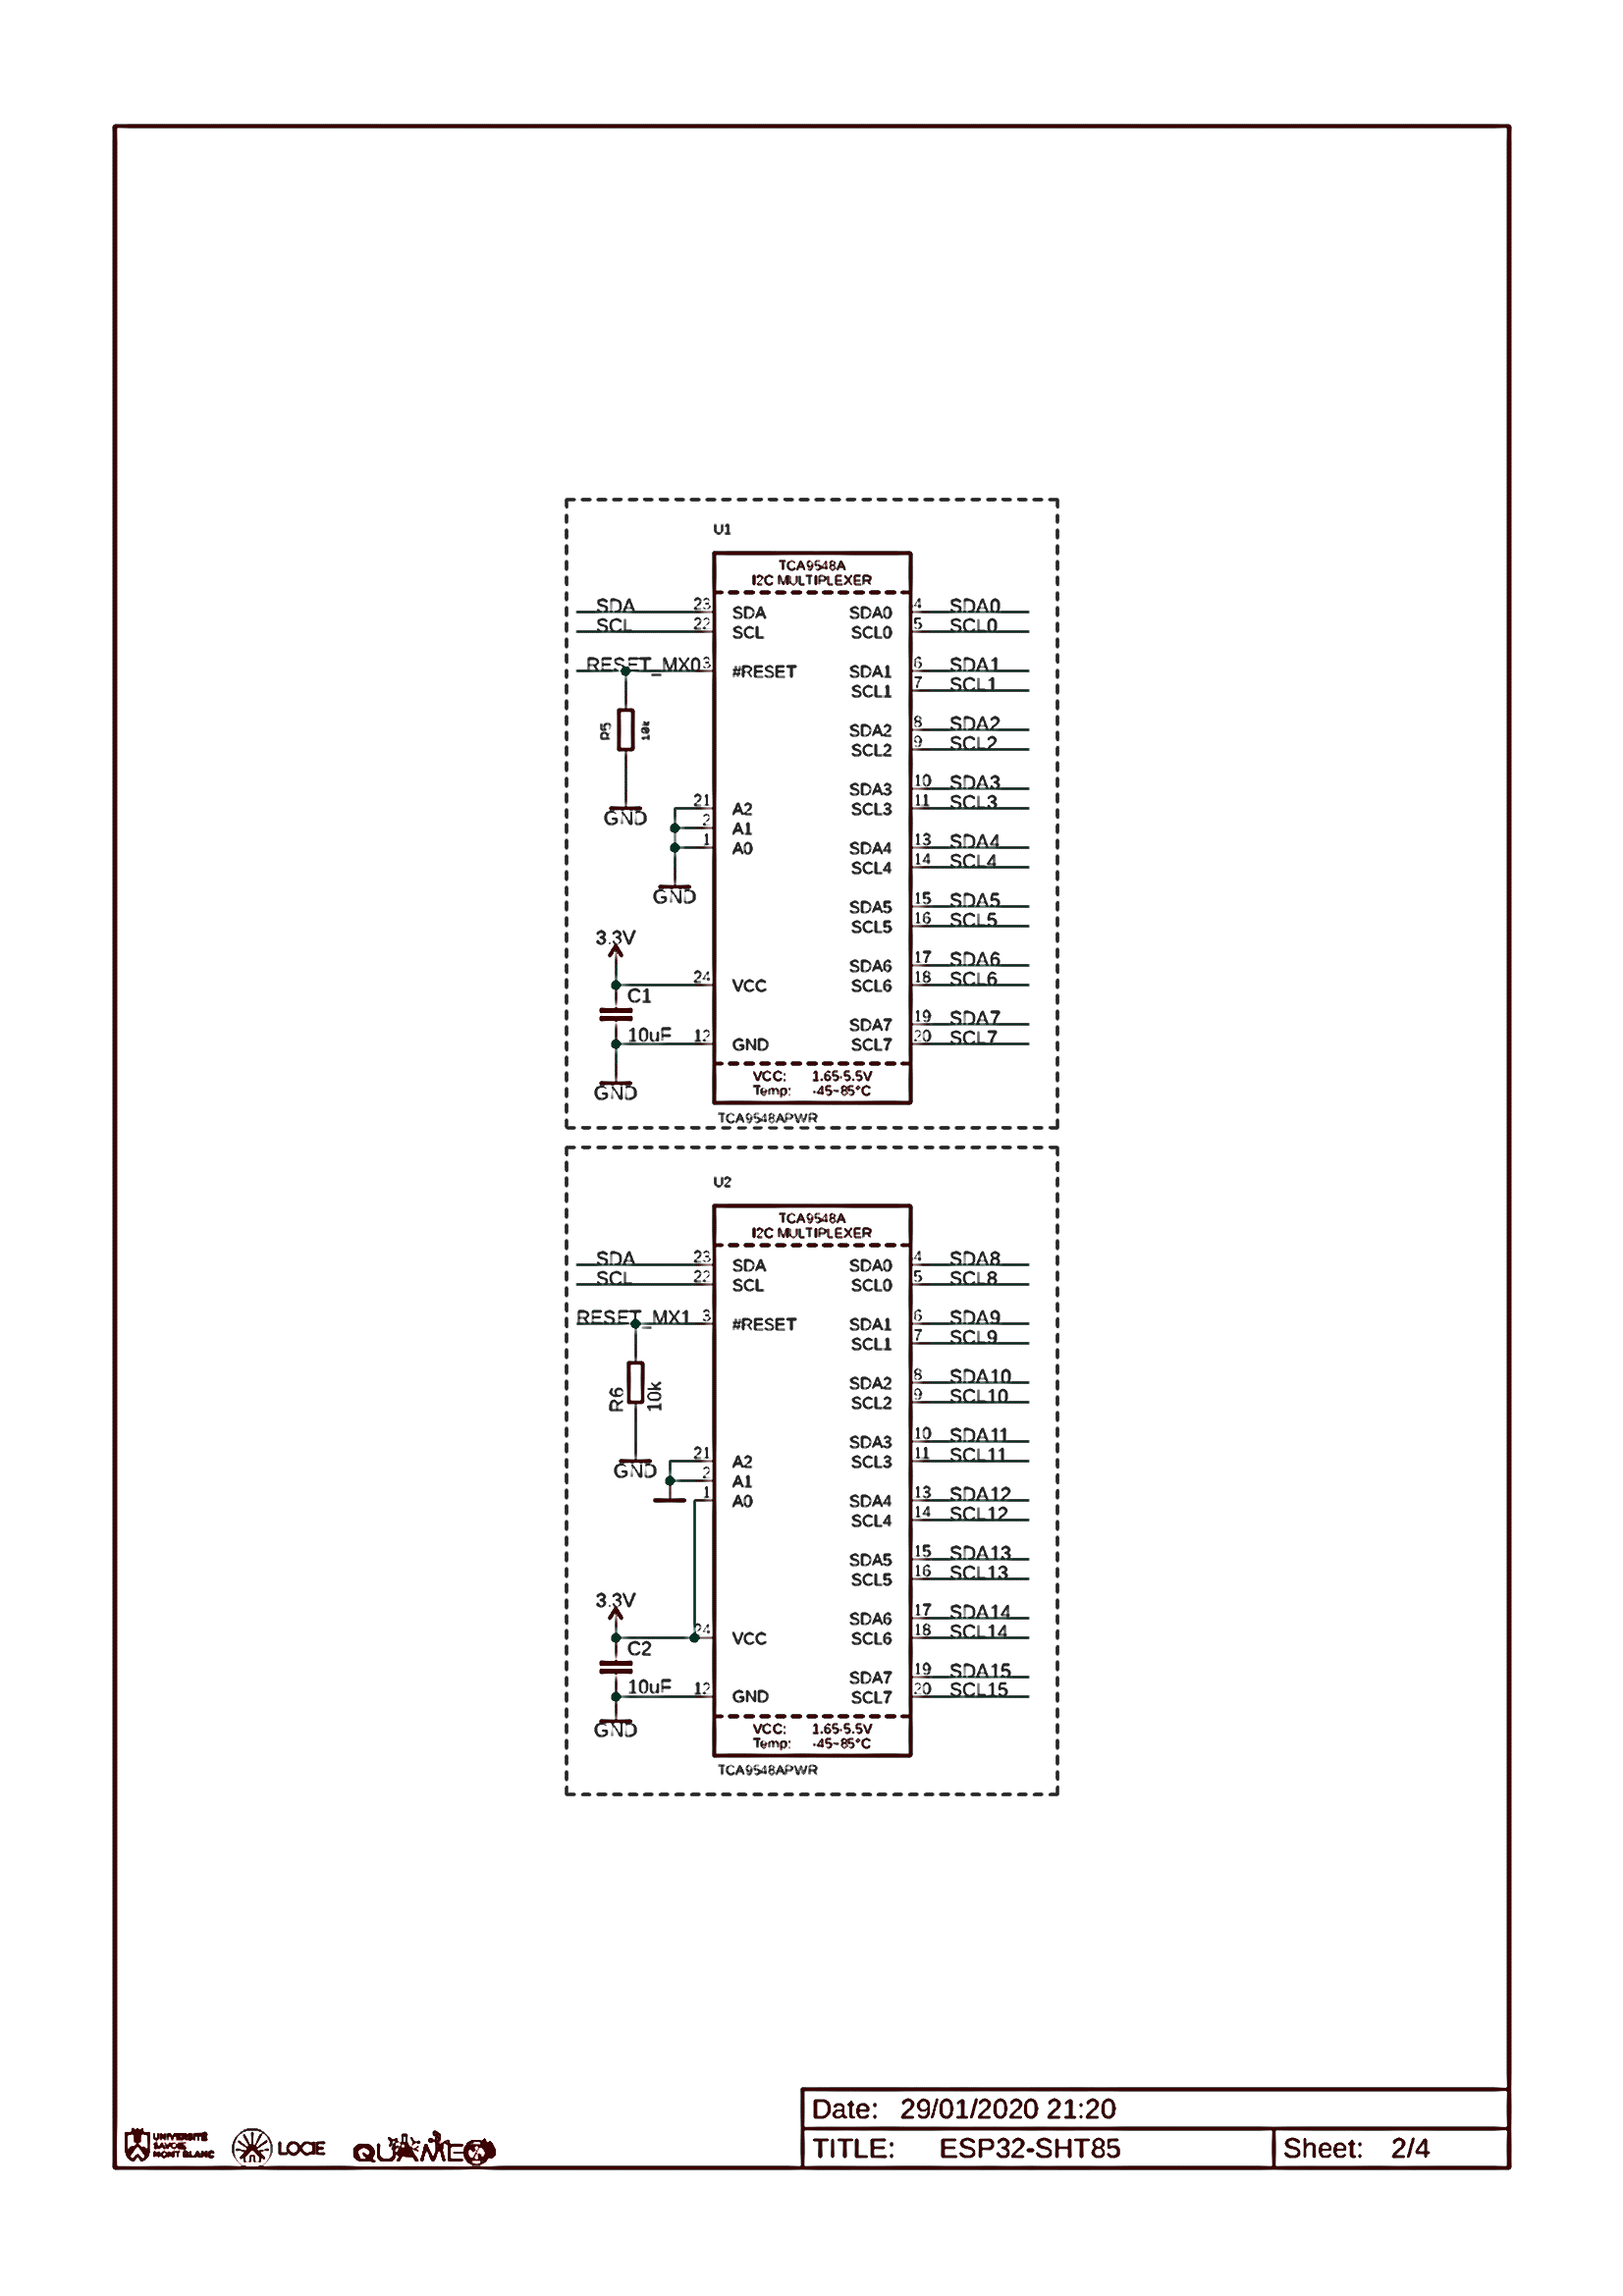 U1
TCA9548A
I2C MULTIPLEXER
SDA 23 SDA SDA0 4 SDA0
SCL 22 SCL SCL0 5 SCL0
RESET_MX0 3 #RESET SDA1 6 SDA1
SCL1 7 SCL1
R5 10k
SDA2 8 SDA2
SCL2 9 SCL2
SDA3 10 SDA3
21 A2 SCL3 11 SCL3
GND
2 A1
1 A0 SDA4 13 SDA4
SCL4 14 SCL4
GND
SDA5 15 SDA5
SCL5 16 SCL5
3.3V
SDA6 17 SDA6
24 VCC SCL6 18 SCL6
C1
SDA7 19 SDA7
10uF 12 GND SCL7 20 SCL7
VCC: 1.65-5.5V
Temp: -45~85°C
GND
TCA9548APWR
U2
TCA9548A
I2C MULTIPLEXER
SDA 23 SDA SDA0 4 SDA8
SCL 22 SCL SCL0 5 SCL8
RESET_MX1 3 #RESET SDA1 6 SDA9
SCL1 7 SCL9
R6 10k
SDA2 8 SDA10
SCL2 9 SCL10
SDA3 10 SDA11
21 A2 SCL3 11 SCL11
GND
2 A1
1 A0 SDA4 13 SDA12
SCL4 14 SCL12
SDA5 15 SDA13
SCL5 16 SCL13
3.3V
SDA6 17 SDA14
24 VCC SCL6 18 SCL14
C2
SDA7 19 SDA15
10uF 12 GND SCL7 20 SCL15
VCC: 1.65-5.5V
Temp: -45~85°C
GND
TCA9548APWR
Date: 29/01/2020 21:20
TITLE: ESP32-SHT85
Sheet: 2/4
UNIVERSITÉ
SAVOIE
MONT BLANC
LOCIE